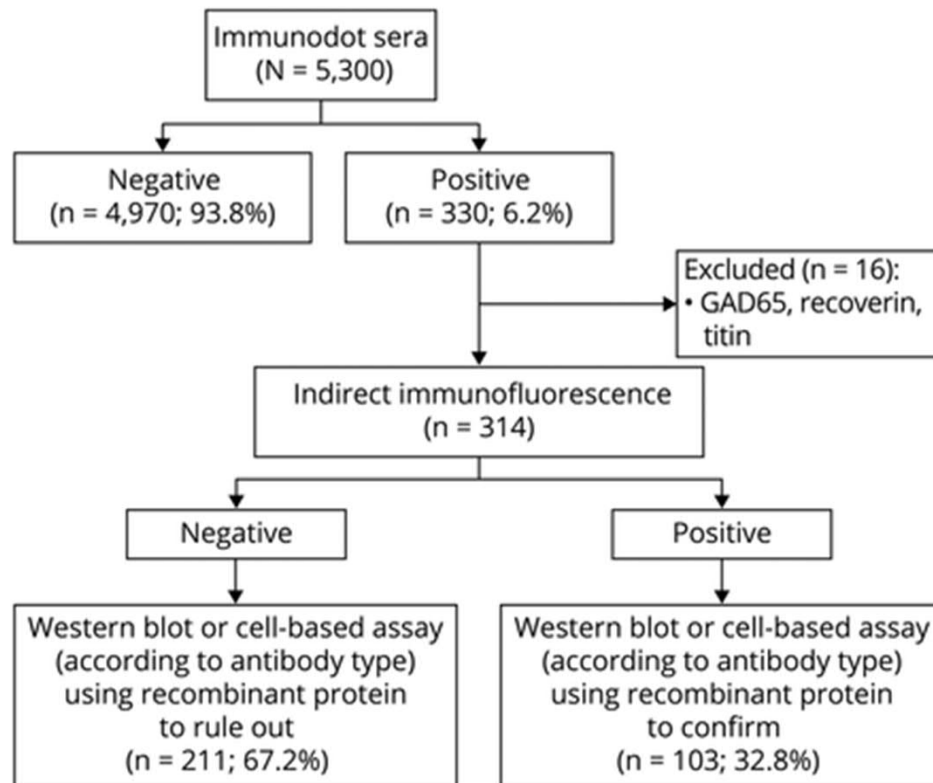 Immunodot sera
(N = 5,300)
Negative
(n = 4,970; 93.8%)
Positive
(n = 330; 6.2%)
Excluded (n = 16):
• GAD65, recoverin,
titin
Indirect immunofluorescence
(n = 314)
Negative
Positive
Western blot or cell-based assay
(according to antibody type)
using recombinant protein
to rule out
(n = 211; 67.2%)
Western blot or cell-based assay
(according to antibody type)
using recombinant protein
to confirm
(n = 103; 32.8%)